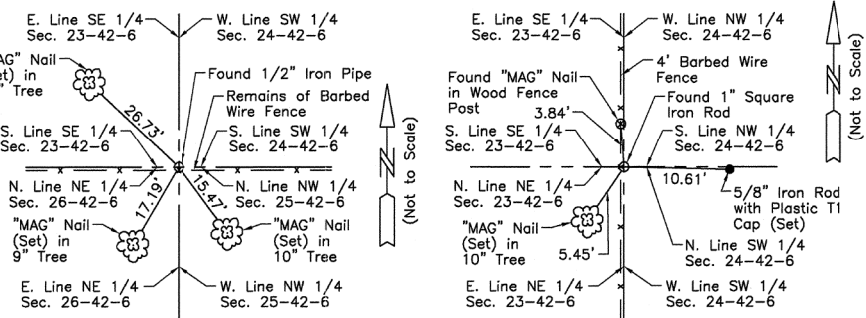 E. Line SE 1/4
Sec. 23-42-6
W. Line SW 1/4
Sec. 24-42-6
Nail
in
Tree
26.73'
Found 1/2" Iron Pipe
Remains of Barbed
Wire Fence
S. Line SE 1/4
Sec. 23-42-6
S. Line SW 1/4
Sec. 24-42-6
N. Line NE 1/4
Sec. 26-42-6
17.19'
15.47'
N. Line NW 1/4
Sec. 25-42-6
"MAG" Nail
(Set) in
9" Tree
"MAG" Nail
(Set) in
10" Tree
E. Line NE 1/4
Sec. 26-42-6
W. Line NW 1/4
Sec. 25-42-6
N
(Not to Scale)
E. Line SE 1/4
Sec. 23-42-6
W. Line NW 1/4
Sec. 24-42-6
4' Barbed Wire
Fence
Found "MAG" Nail
in Wood Fence
Post
3.84'
Found 1" Square
Iron Rod
S. Line SE 1/4
Sec. 23-42-6
S. Line NW 1/4
Sec. 24-42-6
N. Line NE 1/4
Sec. 23-42-6
10.61'
5/8" Iron Rod
with Plastic T1
Cap (Set)
"MAG" Nail
(Set) in
10" Tree
5.45'
N. Line SW 1/4
Sec. 24-42-6
E. Line NE 1/4
Sec. 23-42-6
W. Line SW 1/4
Sec. 24-42-6
N
(Not to Scale)